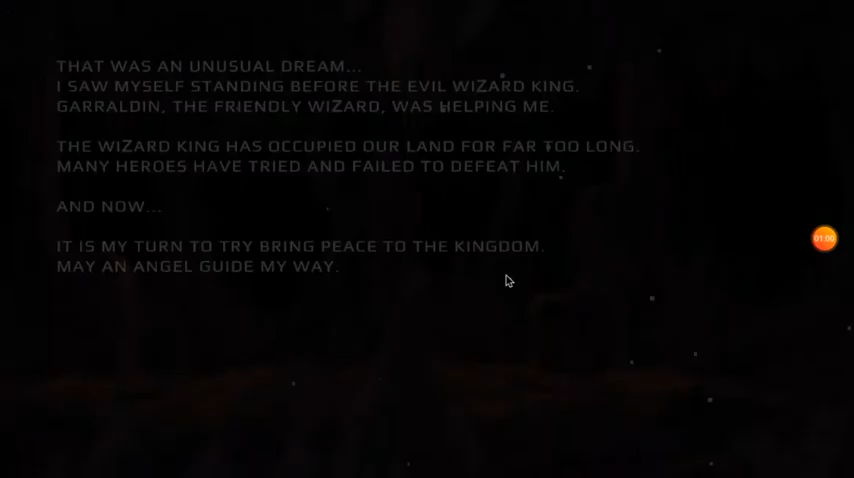 THAT WAS AN UNUSUAL DREAM...
I SAW MYSELF STANDING BEFORE THE EVIL WIZARD KING.
GARRALDIN, THE FRIENDLY WIZARD, WAS HELPING ME.
THE WIZARD KING HAS OCCUPIED OUR LAND FOR FAR TOO LONG.
MANY HEROES HAVE TRIED AND FAILED TO DEFEAT HIM.
AND NOW...
IT IS MY TURN TO TRY BRING PEACE TO THE KINGDOM.
MAY AN ANGEL GUIDE MY WAY.
01:00